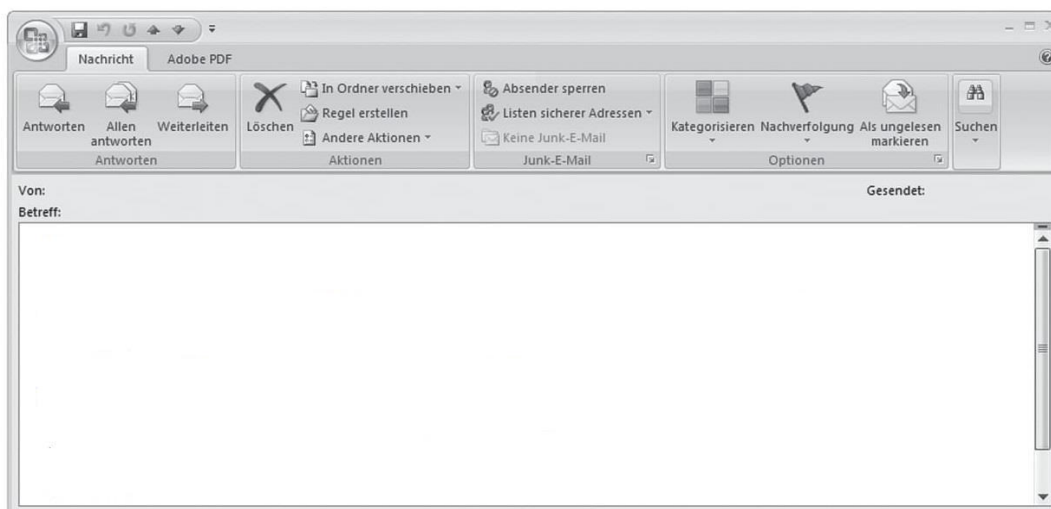 Nachricht Adobe PDF
In Ordner verschieben Absender sperren
Regel erstellen Listen sicherer Adressen
Antworten Allen antworten Weiterleiten Löschen Andere Aktionen Keine Junk-E-Mail Kategorisieren Nachverfolgung Als ungelesen markieren Suchen
Antworten Aktionen Junk-E-Mail Optionen
Von: Gesendet:
Betreff: